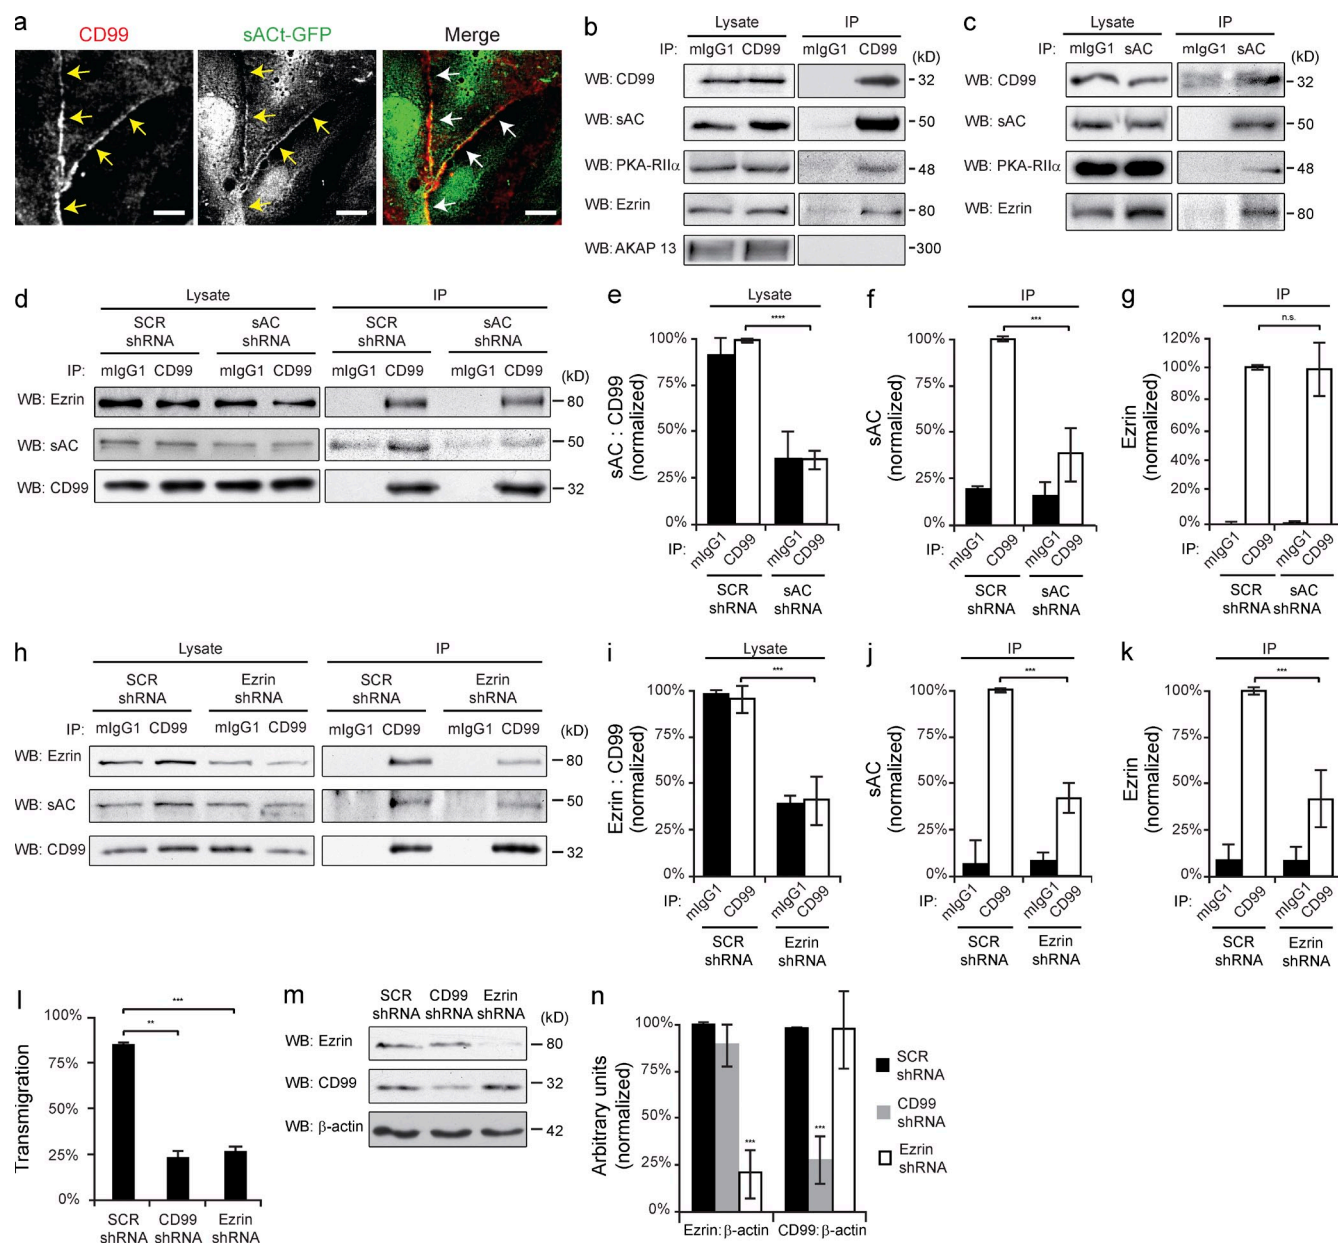 a
CD99
sACt-GFP
Merge
b
Lysate
IP
IP:
mIgG1 CD99
mIgG1
CD99
(kD)
WB: CD99
32
WB: sAC
50
WB: PKA-RIIα
48
WB: Ezrin
80
WB: AKAP 13
300
c
Lysate
IP
IP:
mIgG1 sAC
mIgG1 sAC
(kD)
WB: CD99
32
WB: sAC
50
WB: PKA-RIIα
48
WB: Ezrin
80
d
Lysate
IP
SCR
shRNA
sAC
shRNA
SCR
shRNA
sAC
shRNA
IP:
mIgG1 CD99
mIgG1 CD99
mIgG1 CD99
mIgG1 CD99
(kD)
WB: Ezrin
80
WB: sAC
50
WB: CD99
32
e
Lysate
****
100%
75%
50%
25%
0%
sAC : CD99
(normalized)
IP:
mIgG1
CD99
mIgG1
CD99
SCR
shRNA
sAC
shRNA
f
IP
***
100%
75%
50%
25%
0%
sAC
(normalized)
IP:
mIgG1
CD99
mIgG1
CD99
SCR
shRNA
sAC
shRNA
g
IP
n.s.
120%
100%
80%
60%
40%
20%
0%
Ezrin
(normalized)
IP:
mIgG1
CD99
mIgG1
CD99
SCR
shRNA
sAC
shRNA
h
Lysate
IP
SCR
shRNA
Ezrin
shRNA
SCR
shRNA
Ezrin
shRNA
IP:
mIgG1 CD99
mIgG1 CD99
mIgG1 CD99
mIgG1 CD99
(kD)
WB: Ezrin
80
WB: sAC
50
WB: CD99
32
i
Lysate
***
100%
75%
50%
25%
0%
Ezrin : CD99
(normalized)
IP:
mIgG1
CD99
mIgG1
CD99
SCR
shRNA
Ezrin
shRNA
j
IP
***
100%
75%
50%
25%
0%
sAC
(normalized)
IP:
mIgG1
CD99
mIgG1
CD99
SCR
shRNA
Ezrin
shRNA
k
IP
***
100%
75%
50%
25%
0%
Ezrin
(normalized)
IP:
mIgG1
CD99
mIgG1
CD99
SCR
shRNA
Ezrin
shRNA
l
***
**
100%
75%
50%
25%
0%
Transmigration
SCR
shRNA
CD99
shRNA
Ezrin
shRNA
m
SCR
shRNA
CD99
shRNA
Ezrin
shRNA
(kD)
WB: Ezrin
80
WB: CD99
32
WB: β-actin
42
n
100%
75%
50%
25%
0%
Arbitrary units
(normalized)
***
***
Ezrin:β-actin
CD99:β-actin
SCR
shRNA
CD99
shRNA
Ezrin
shRNA